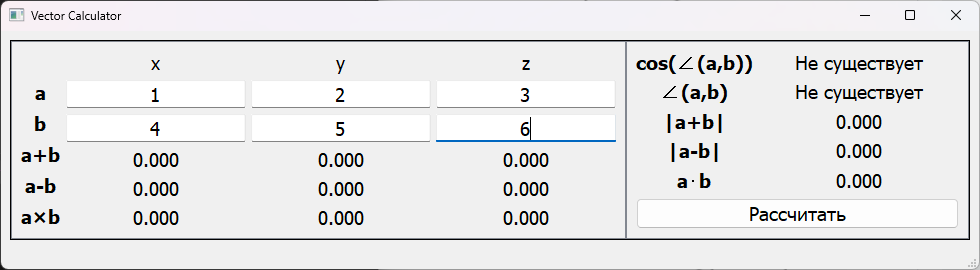 Vector Calculator
x y z
a 1 2 3
b 4 5 6
a+b 0.000 0.000 0.000
a-b 0.000 0.000 0.000
a×b 0.000 0.000 0.000
cos(∠(a,b)) Не существует
∠(a,b) Не существует
|a+b| 0.000
|a-b| 0.000
a·b 0.000
Рассчитать